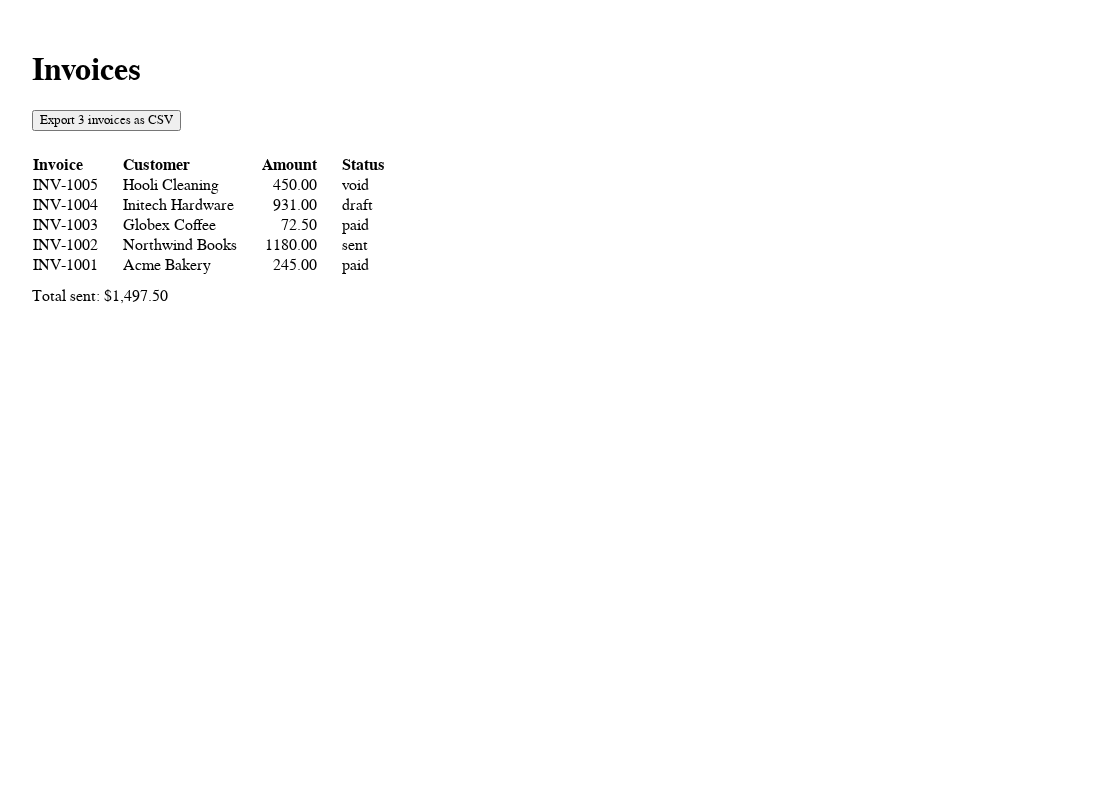 Invoices
Export 3 invoices as CSV
Invoice Customer Amount Status
INV-1005 Hooli Cleaning 450.00 void
INV-1004 Initech Hardware 931.00 draft
INV-1003 Globex Coffee 72.50 paid
INV-1002 Northwind Books 1180.00 sent
INV-1001 Acme Bakery 245.00 paid
Total sent: $1,497.50